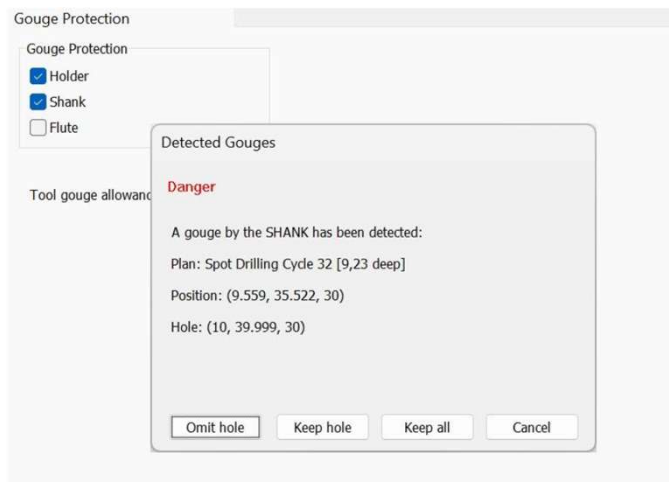 Gouge Protection
Gouge Protection
Holder
Shank
Flute
Tool gouge allowanc
Detected Gouges
Danger
A gouge by the SHANK has been detected:
Plan: Spot Drilling Cycle 32 [9,23 deep]
Position: (9.559, 35.522, 30)
Hole: (10, 39.999, 30)
Omit hole Keep hole Keep all Cancel